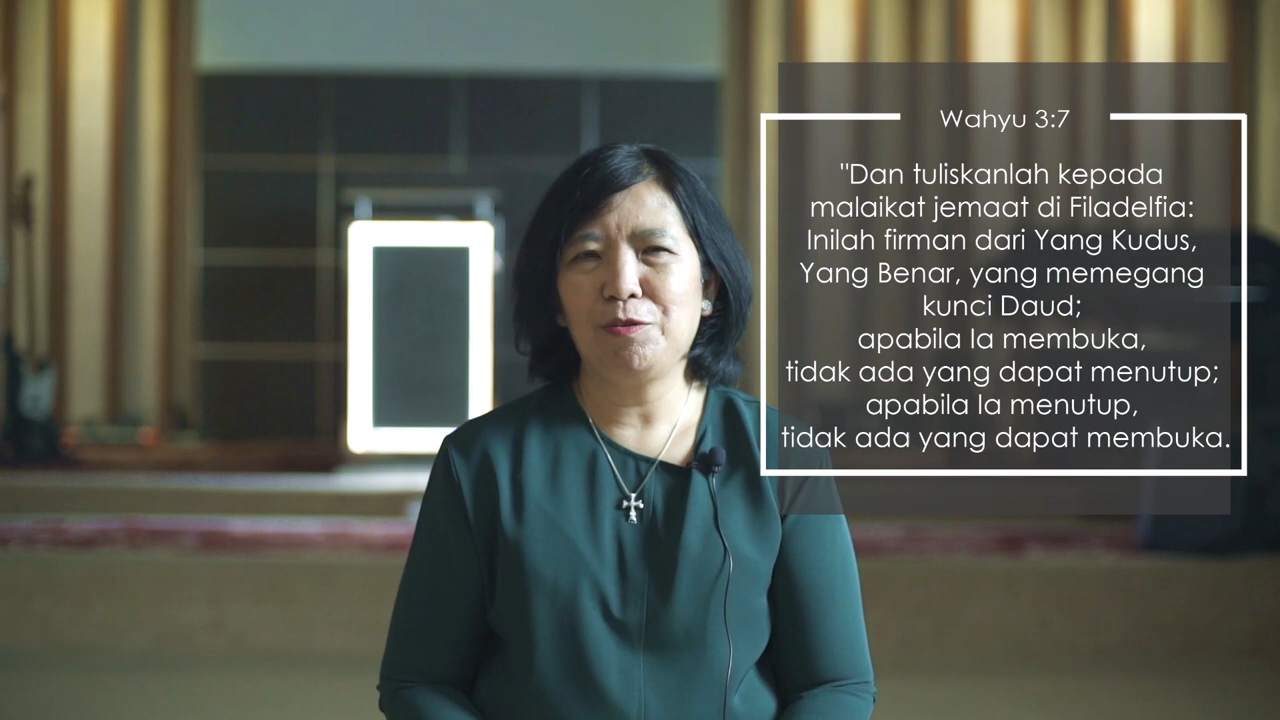 Wahyu 3:7
"Dan tuliskanlah kepada
malaikat jemaat di Filadelfia:
Inilah firman dari Yang Kudus,
Yang Benar, yang memegang
kunci Daud;
apabila Ia membuka,
tidak ada yang dapat menutup;
apabila Ia menutup,
tidak ada yang dapat membuka.